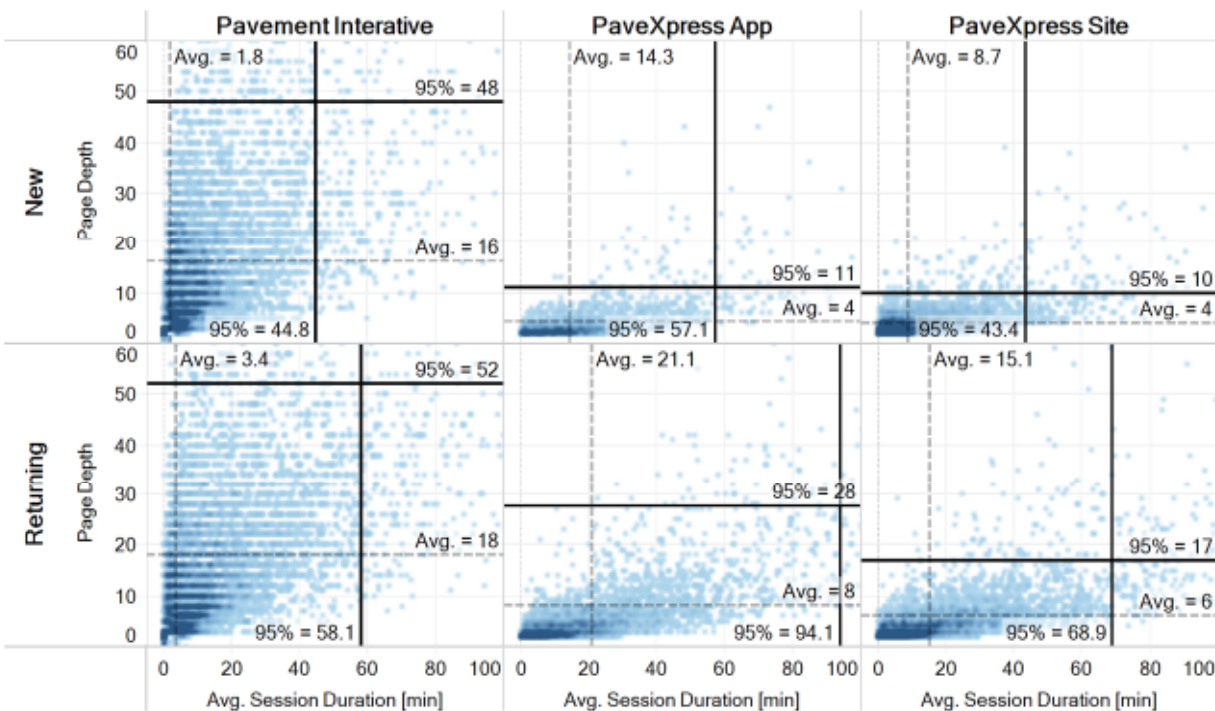 Pavement Interative PaveXpress App PaveXpress Site
New
Page Depth
60
50
40
30
20
10
0
Avg. = 1.8
95% = 48
Avg. = 16
95% = 44.8
Avg. = 14.3
95% = 11
Avg. = 4
95% = 57.1
Avg. = 8.7
95% = 10
Avg. = 4
95% = 43.4
Returning
Page Depth
60
50
40
30
20
10
0
Avg. = 3.4
95% = 52
Avg. = 18
95% = 58.1
Avg. = 21.1
95% = 28
Avg. = 8
95% = 94.1
Avg. = 15.1
95% = 17
Avg. = 6
95% = 68.9
0 20 40 60 80 100 0 20 40 60 80 100 0 20 40 60 80 100
Avg. Session Duration [min] Avg. Session Duration [min] Avg. Session Duration [min]